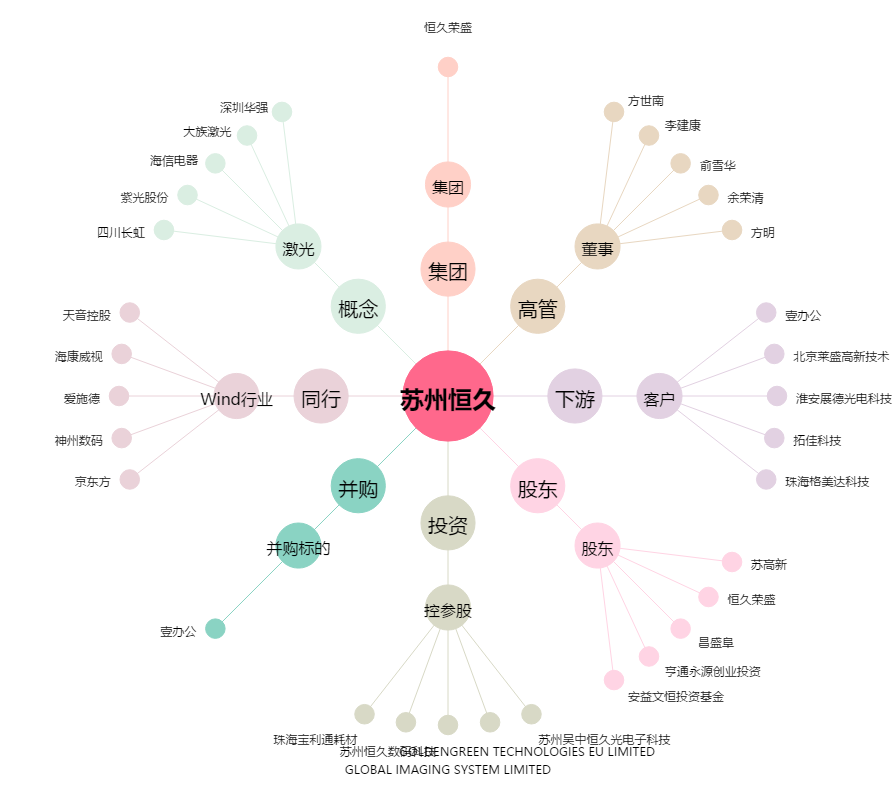 恒久荣盛
方世南
深圳华强
李建康
大族激光
海信电器
俞雪华
集团
紫光股份
余荣清
四川长虹
方明
激光
董事
集团
概念
高管
天音控股
壹办公
海康威视
北京莱盛高新技术
爱施德
Wind行业
同行
苏州恒久
下游
客户
淮安展德光电科技
神州数码
拓佳科技
京东方
珠海格美达科技
并购
股东
投资
并购标的
股东
苏高新
恒久荣盛
控参股
壹办公
昌盛阜
亨通永源创业投资
安益文恒投资基金
珠海宝利通耗材
苏州吴中恒久光电子科技
苏州恒久数码科技
GOLDENGREEN TECHNOLOGIES EU LIMITED
GLOBAL IMAGING SYSTEM LIMITED